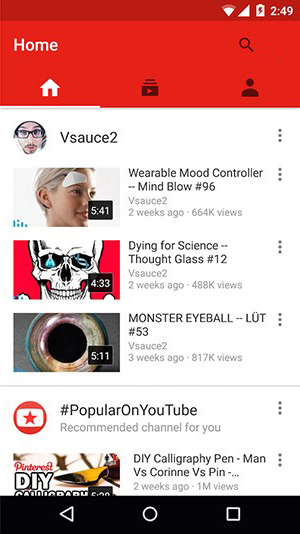 2:49
Home
Vsauce2
Wearable Mood Controller
-- Mind Blow #96
Vsauce2
2 weeks ago · 664K views
5:41
Dying for Science --
Thought Glass #12
Vsauce2
2 weeks ago · 488K views
4:33
MONSTER EYEBALL -- LÜT
#53
Vsauce2
3 weeks ago · 817K views
5:11
#PopularOnYouTube
Recommended channel for you
Pinterest
DIY
DIY Calligraphy Pen - Man
Vs Corinne Vs Pin -...
2 weeks ago · 1M views